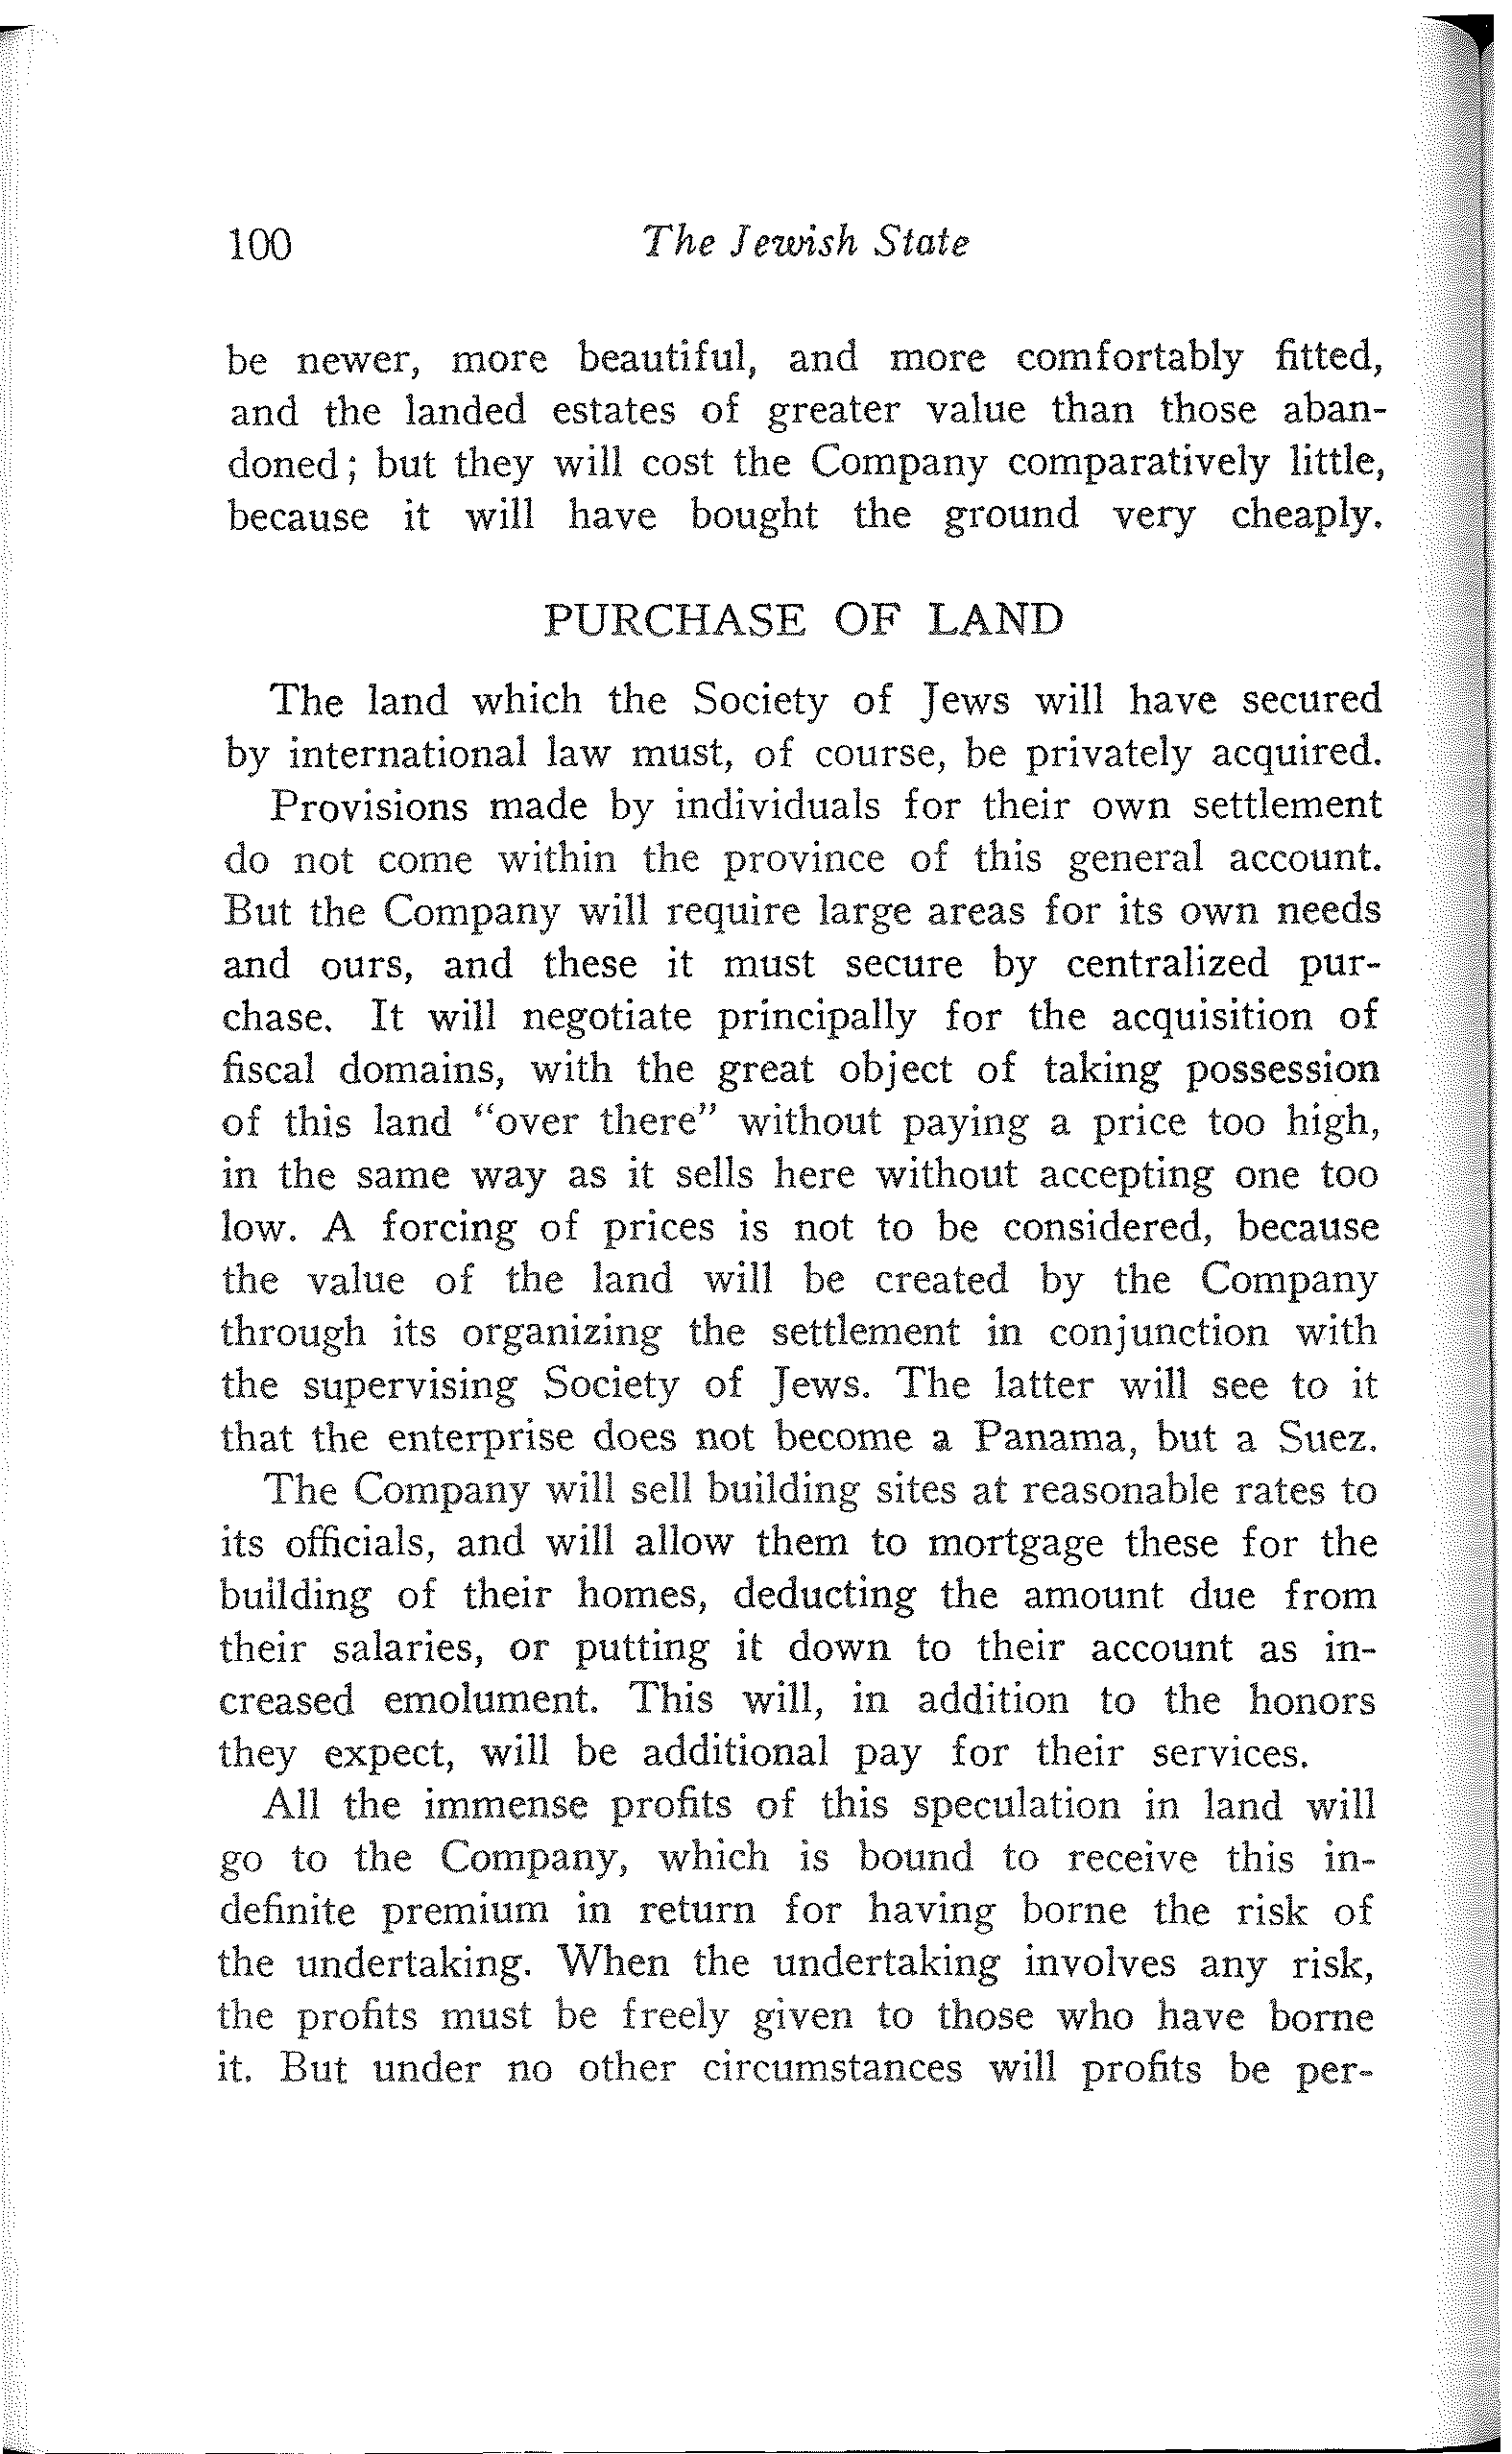 100 The Jewish State
be newer, more beautiful, and more comfortably fitted,
and the landed estates of greater value than those aban-
doned; but they will cost the Company comparatively little,
because it will have bought the ground very cheaply.
PURCHASE OF LAND
The land which the Society of Jews will have secured
by international law must, of course, be privately acquired.
Provisions made by individuals for their own settlement
do not come within the province of this general account.
But the Company will require large areas for its own needs
and ours, and these it must secure by centralized pur-
chase. It will negotiate principally for the acquisition of
fiscal domains, with the great object of taking possession
of this land "over there" without paying a price too high,
in the same way as it sells here without accepting one too
low. A forcing of prices is not to be considered, because
the value of the land will be created by the Company
through its organizing the settlement in conjunction with
the supervising Society of Jews. The latter will see to it
that the enterprise does not become a Panama, but a Suez.
The Company will sell building sites at reasonable rates to
its officials, and will allow them to mortgage these for the
building of their homes, deducting the amount due from
their salaries, or putting it down to their account as in-
creased emolument. This will, in addition to the honors
they expect, will be additional pay for their services.
All the immense profits of this speculation in land will
go to the Company, which is bound to receive this in-
definite premium in return for having borne the risk of
the undertaking. When the undertaking involves any risk,
the profits must be freely given to those who have borne
it. But under no other circumstances will profits be per-